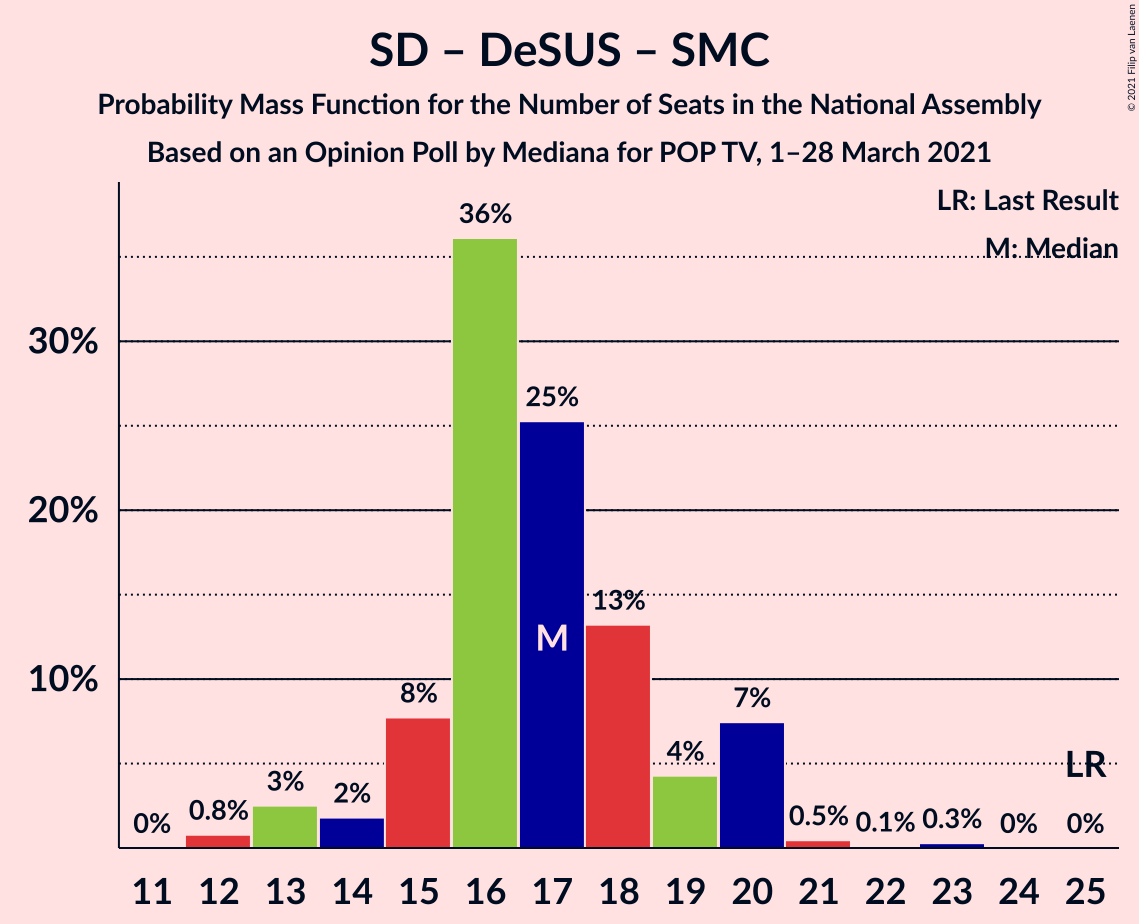 SD – DeSUS – SMC
Probability Mass Function for the Number of Seats in the National Assembly
Based on an Opinion Poll by Mediana for POP TV, 1–28 March 2021
© 2021 Filip van Laenen
LR: Last Result
M: Median
36%
30%
25%
20%
13%
M
10%
8%
7%
4%
LR
3%
2%
0%
0.8%
0.5%
0.1%
0.3%
0%
0%
11 12 13 14 15 16 17 18 19 20 21 22 23 24 25